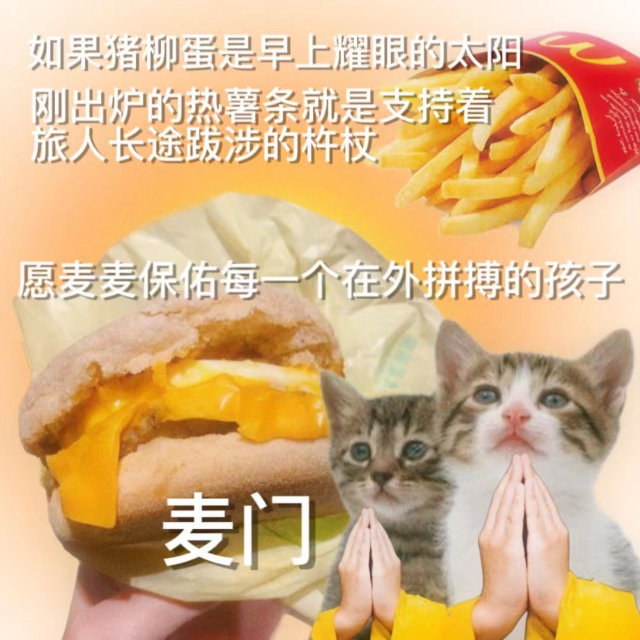 如果猪柳蛋是早上耀眼的太阳
刚出炉的热薯条就是支持着
旅人长途跋涉的杵杖
愿麦麦保佑每一个在外拼搏的孩子
麦门